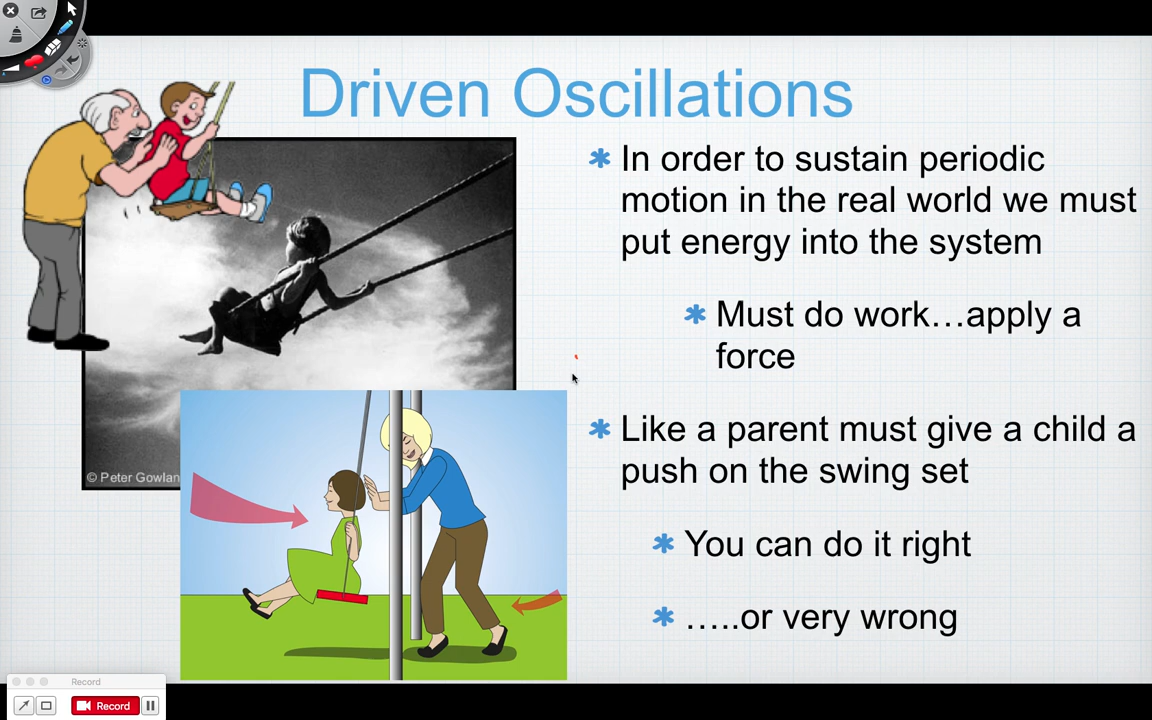 Driven Oscillations
✱ In order to sustain periodic
motion in the real world we must
put energy into the system
✱ Must do work…apply a
force
✱ Like a parent must give a child a
push on the swing set
✱ You can do it right
✱ …..or very wrong
© Peter Gowlan
Record
Record